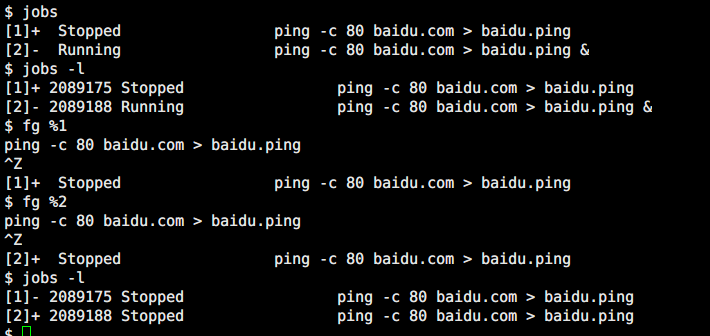 $ jobs
[1]+  Stopped                 ping -c 80 baidu.com > baidu.ping
[2]-  Running                 ping -c 80 baidu.com > baidu.ping &
$ jobs -l
[1]+ 2089175 Stopped                 ping -c 80 baidu.com > baidu.ping
[2]- 2089188 Running                 ping -c 80 baidu.com > baidu.ping &
$ fg %1
ping -c 80 baidu.com > baidu.ping
^Z
[1]+  Stopped                 ping -c 80 baidu.com > baidu.ping
$ fg %2
ping -c 80 baidu.com > baidu.ping
^Z
[2]+  Stopped                 ping -c 80 baidu.com > baidu.ping
$ jobs -l
[1]- 2089175 Stopped                 ping -c 80 baidu.com > baidu.ping
[2]+ 2089188 Stopped                 ping -c 80 baidu.com > baidu.ping
$